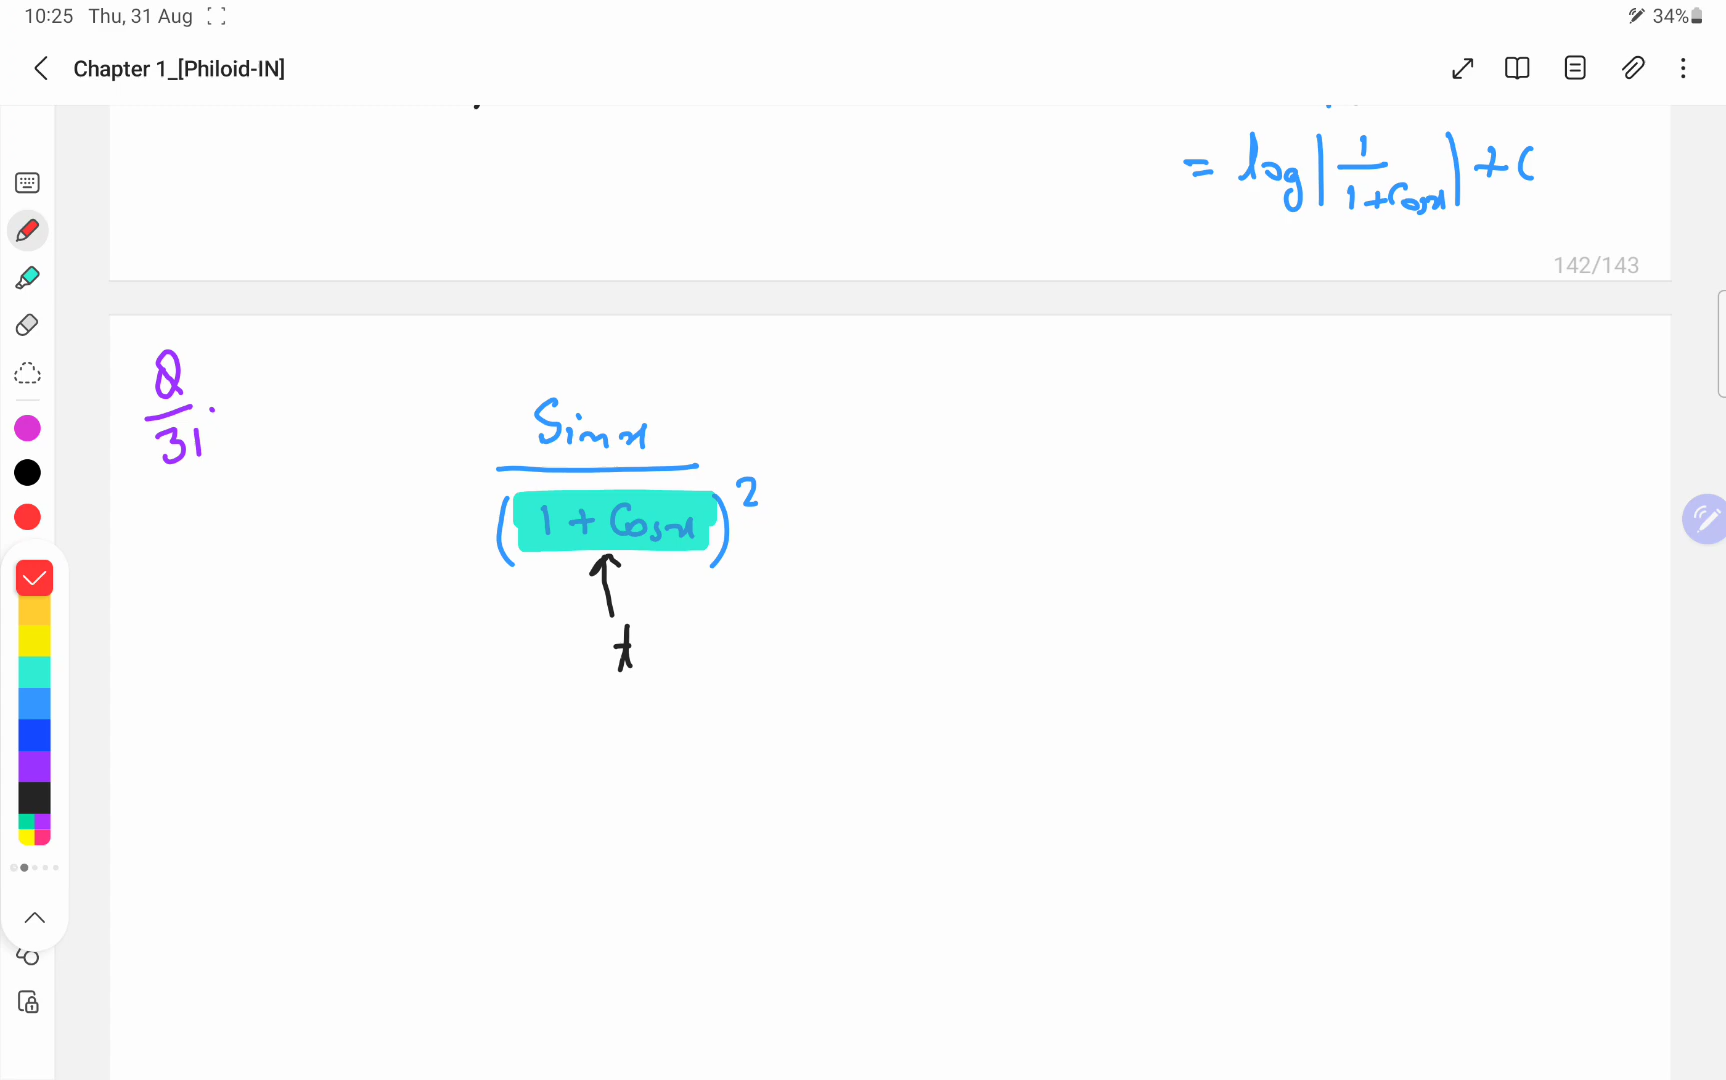 10:25 Thu, 31 Aug 34%
Chapter 1_[Philoid-IN]
= log | 1 / 1 + Cosx | + C
142/143
Q/31.
Sinx
(1 + Cosx)²
t